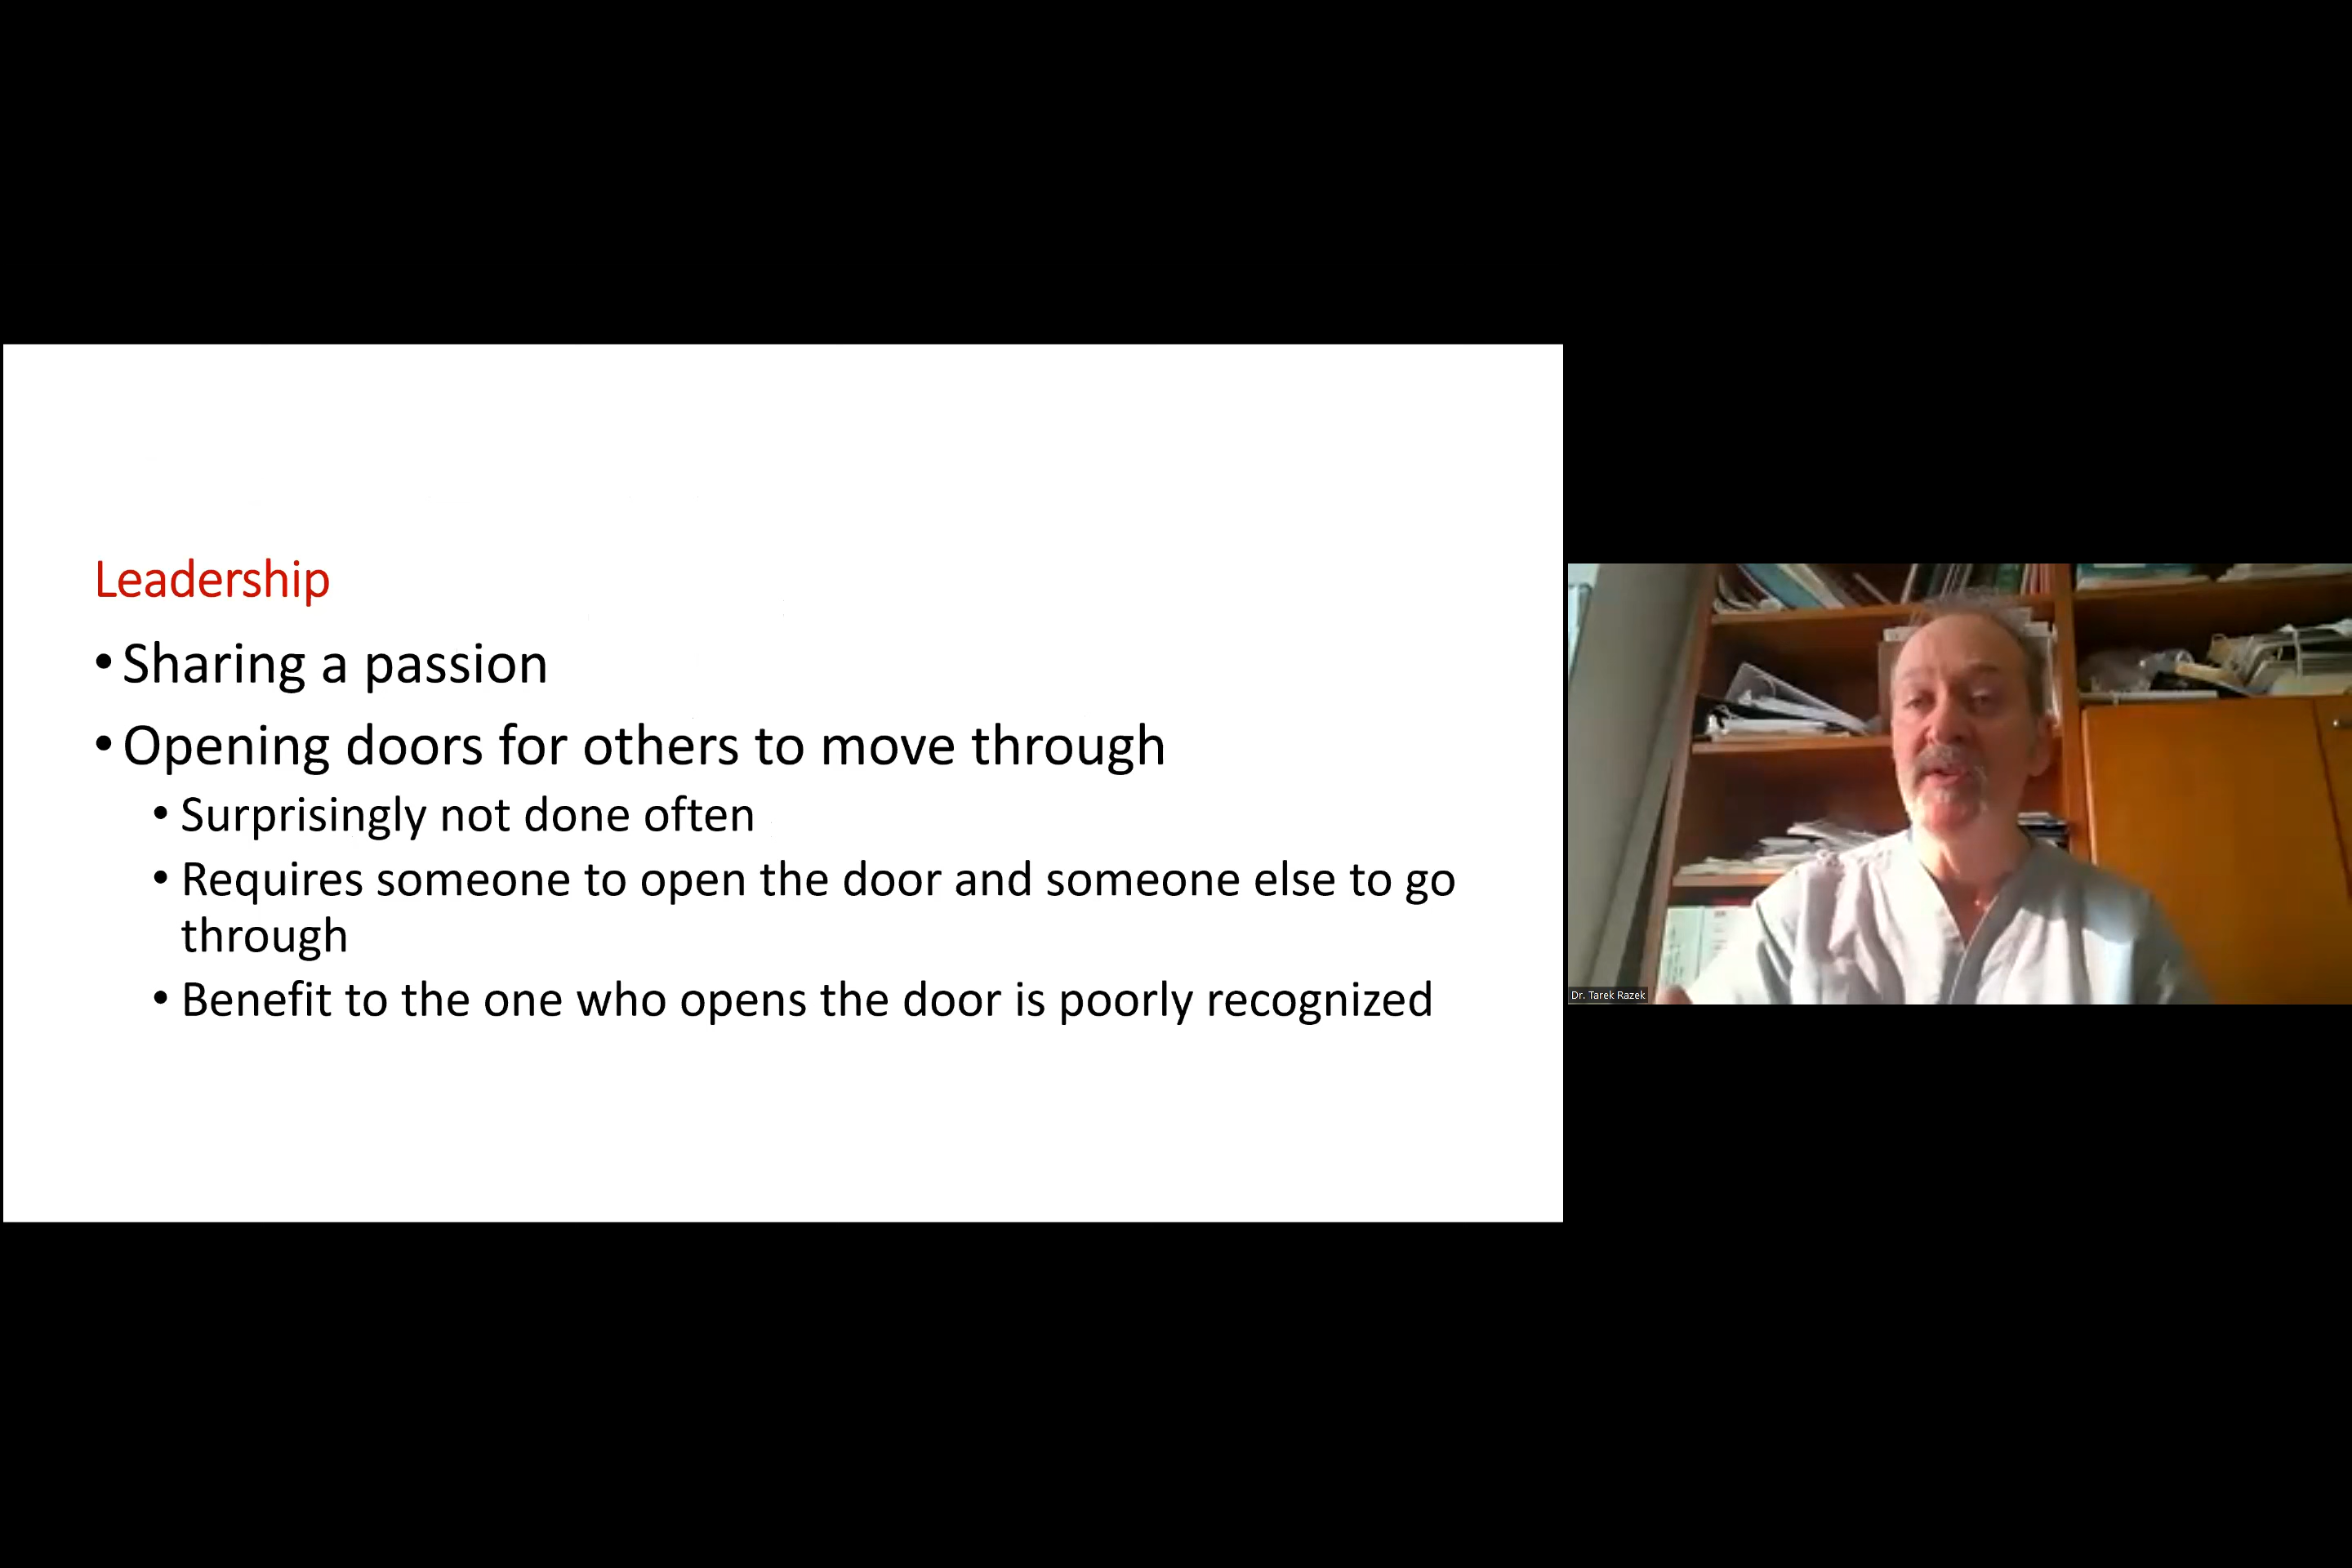 Leadership
• Sharing a passion
• Opening doors for others to move through
• Surprisingly not done often
• Requires someone to open the door and someone else to go
through
• Benefit to the one who opens the door is poorly recognized
Dr. Tarek Razek